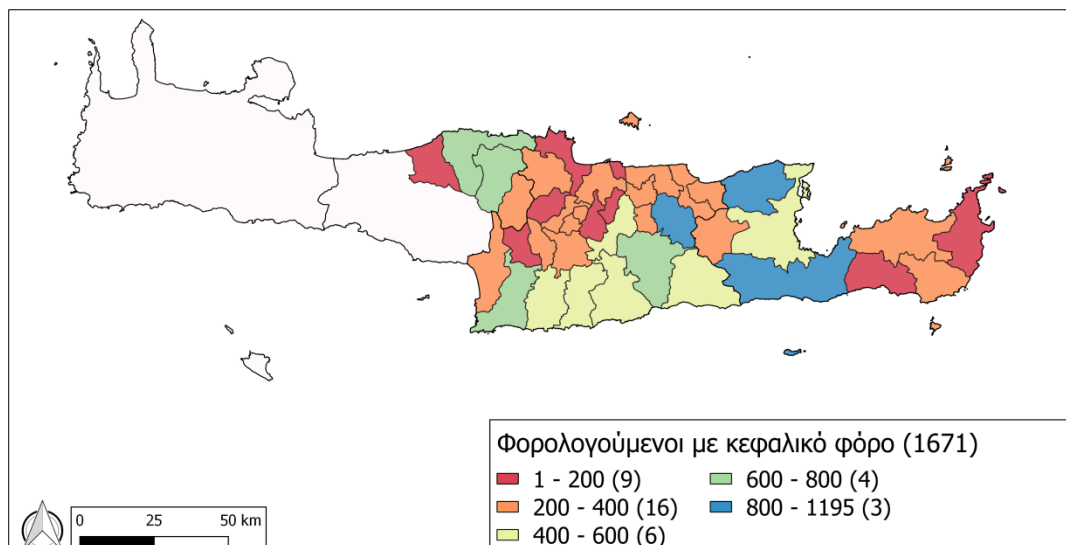 Φορολογούμενοι με κεφαλικό φόρο (1671)
1 - 200 (9)
200 - 400 (16)
400 - 600 (6)
600 - 800 (4)
800 - 1195 (3)
0 25 50 km